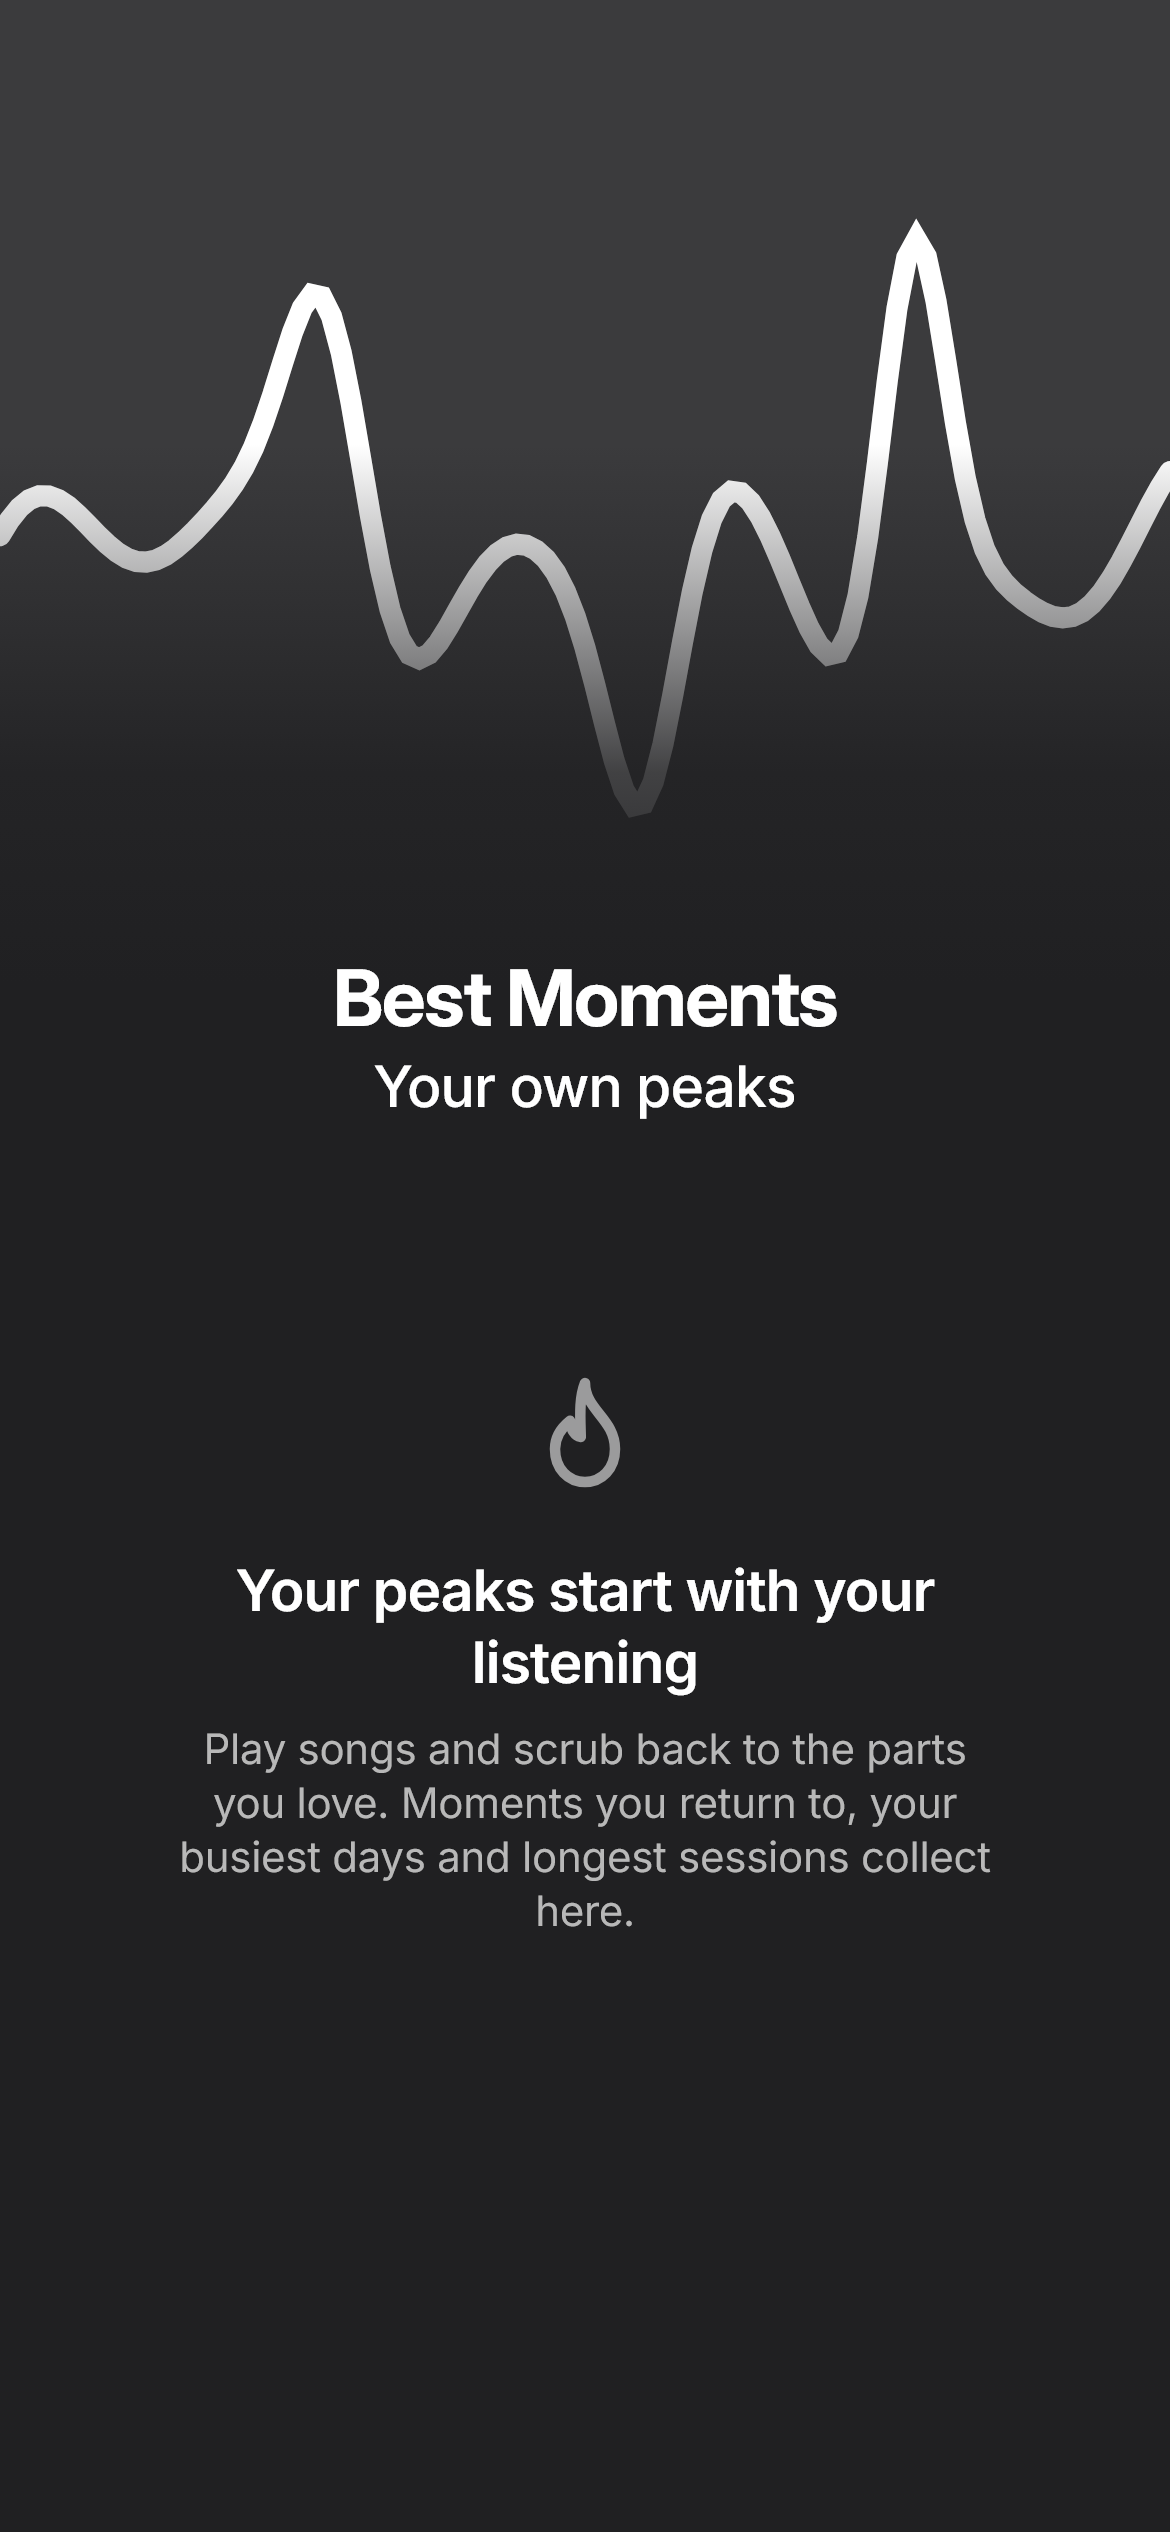 Best Moments
Your own peaks
Your peaks start with your
listening
Play songs and scrub back to the parts
you love. Moments you return to, your
busiest days and longest sessions collect
here.